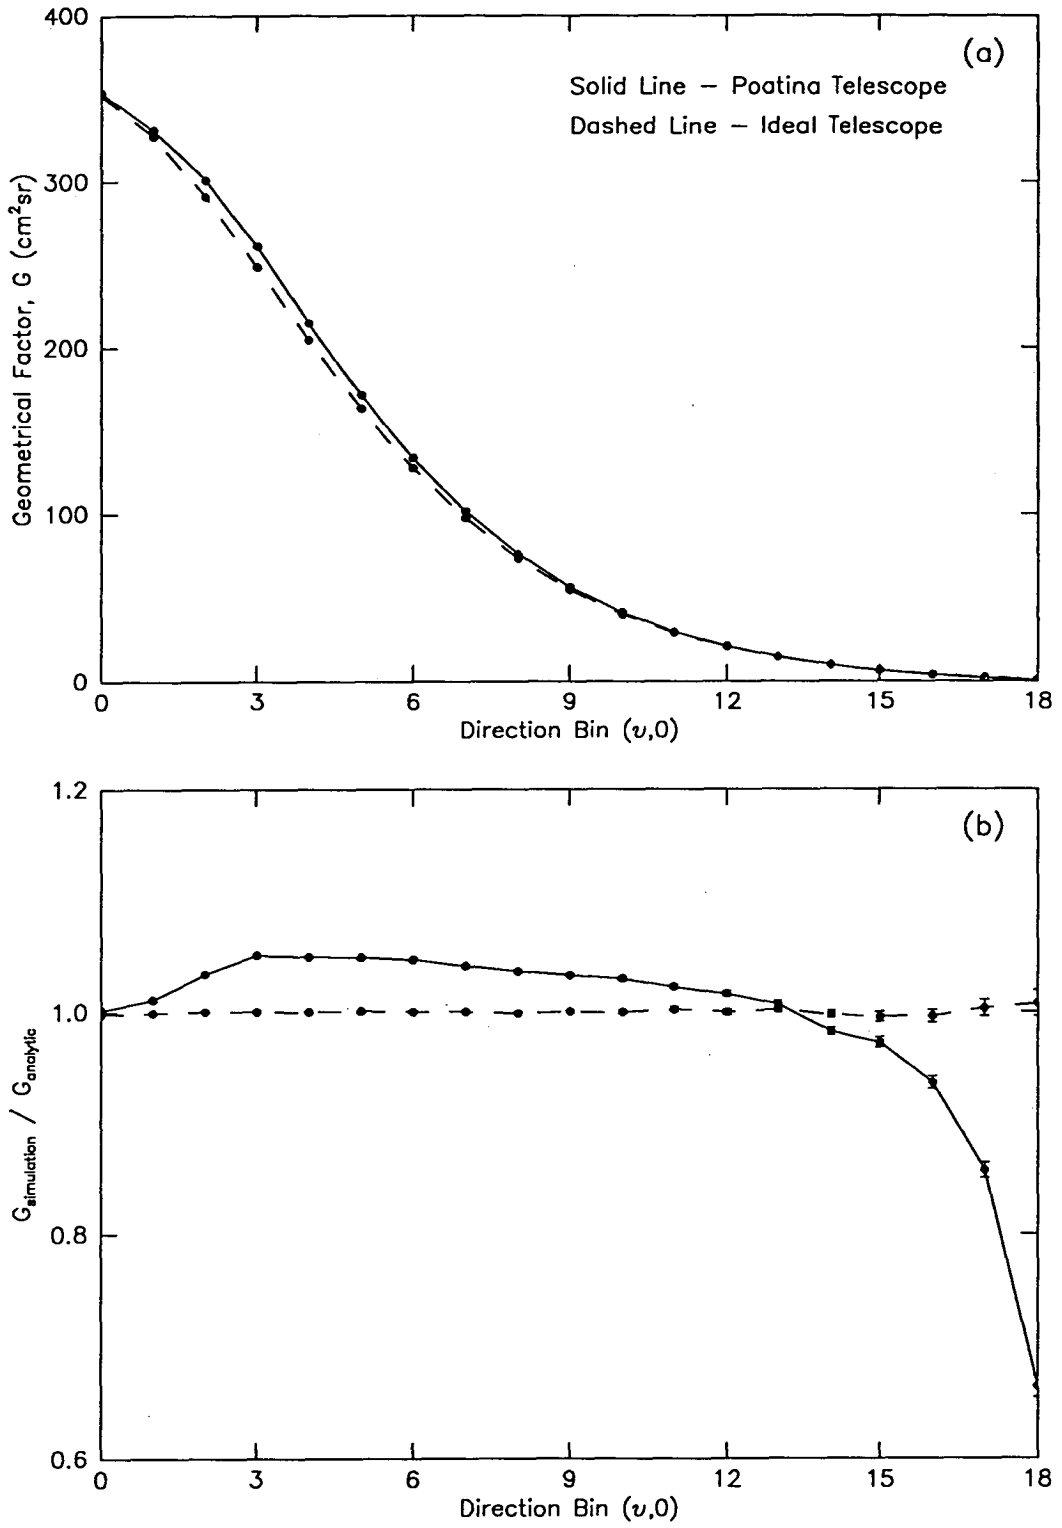 (a)
Solid Line – Poatina Telescope
Dashed Line – Ideal Telescope
Geometrical Factor, G (cm²sr)
400
300
200
100
0
0 3 6 9 12 15 18
Direction Bin (υ,0)
(b)
G_simulation / G_analytic
1.2
1.0
0.8
0.6
0 3 6 9 12 15 18
Direction Bin (υ,0)